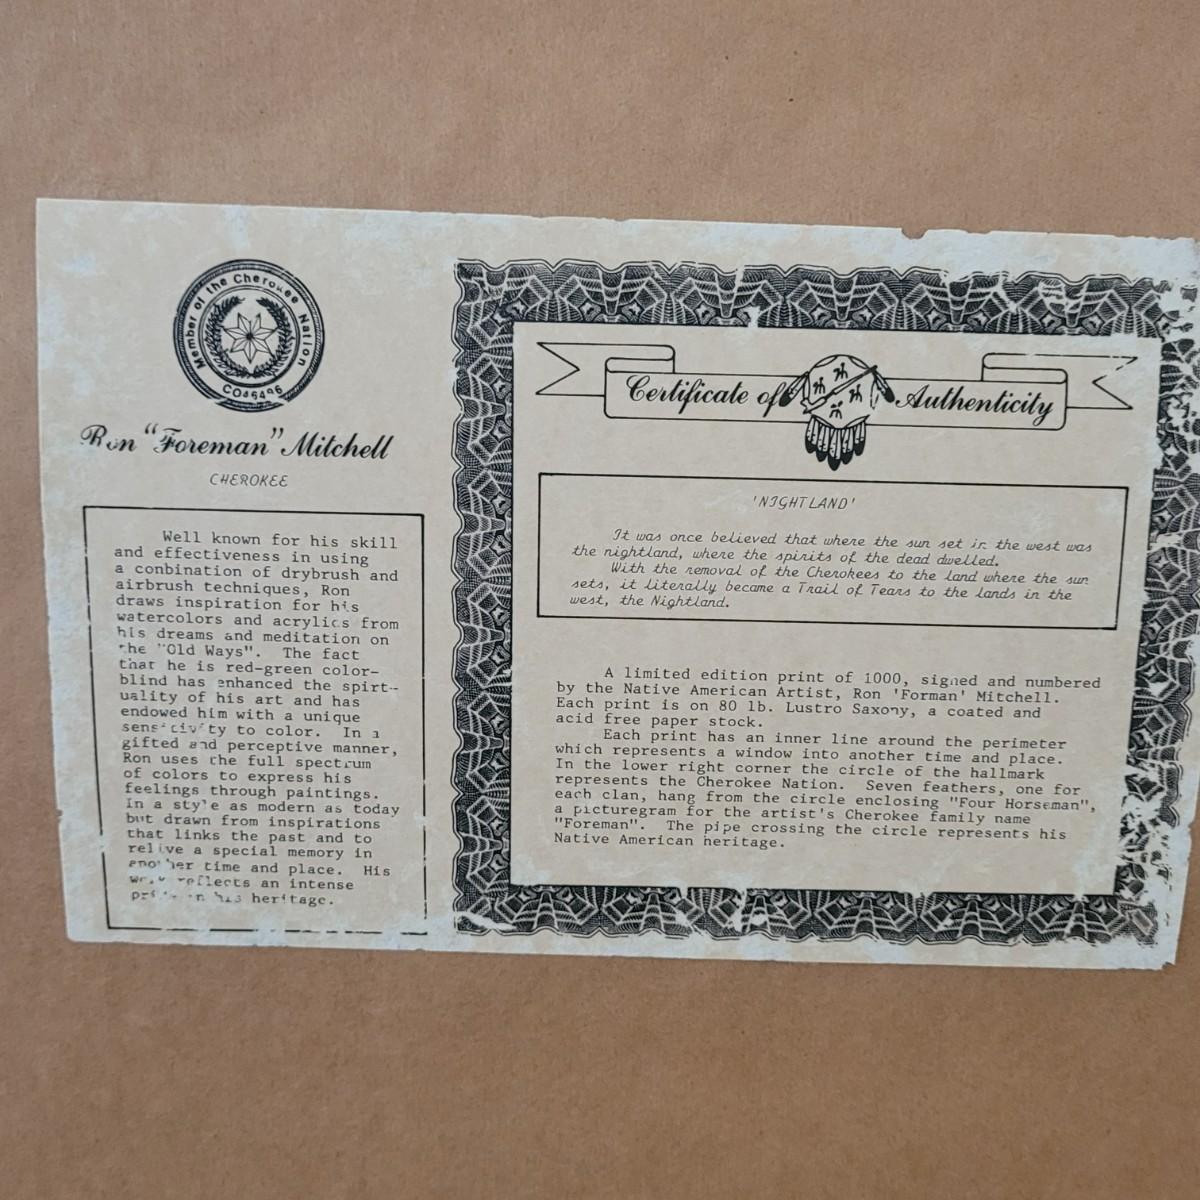 Member of the Cherokee Nation
Ron "Foreman" Mitchell
CHEROKEE
Well known for his skill
and effectiveness in using
a conbination of drybrush and
airbrush techniques, Ron
draws inspiration for his
watercolors and acrylics from
his dreams and meditation on
the "Old Ways". The fact
that he is red-green color-
blind has enhanced the spirt-
uality of his art and has
endowed him with a unique
sensitivity to color. In a
gifted and perceptive manner,
Ron uses the full spectrum
of colors to express his
feelings through paintings.
In a style as modern as today
but drawn from inspirations
that links the past and to
relive a special memory in
another time and place. His
work reflects an intense
pride in his heritage.
Certificate of Authenticity
'NIGHTLAND'
It was once believed that where the sun set in the west was
the nightland, where the spirits of the dead dwelled.
With the removal of the Cherokees to the land where the sun
sets, it literally became a Trail of Tears to the lands in the
west, the Nightland.
A limited edition print of 1000, signed and numbered
by the Native American Artist, Ron 'Forman' Mitchell.
Each print is on 80 lb. Lustro Saxony, a coated and
acid free paper stock.
Each print has an inner line around the perimeter
which represents a window into another time and place.
In the lower right corner the circle of the hallmark
represents the Cherokee Nation. Seven feathers, one for
each clan, hang from the circle enclosing "Four Horseman",
a picturegram for the artist's Cherokee family name
"Foreman". The pipe crossing the circle represents his
Native American heritage.